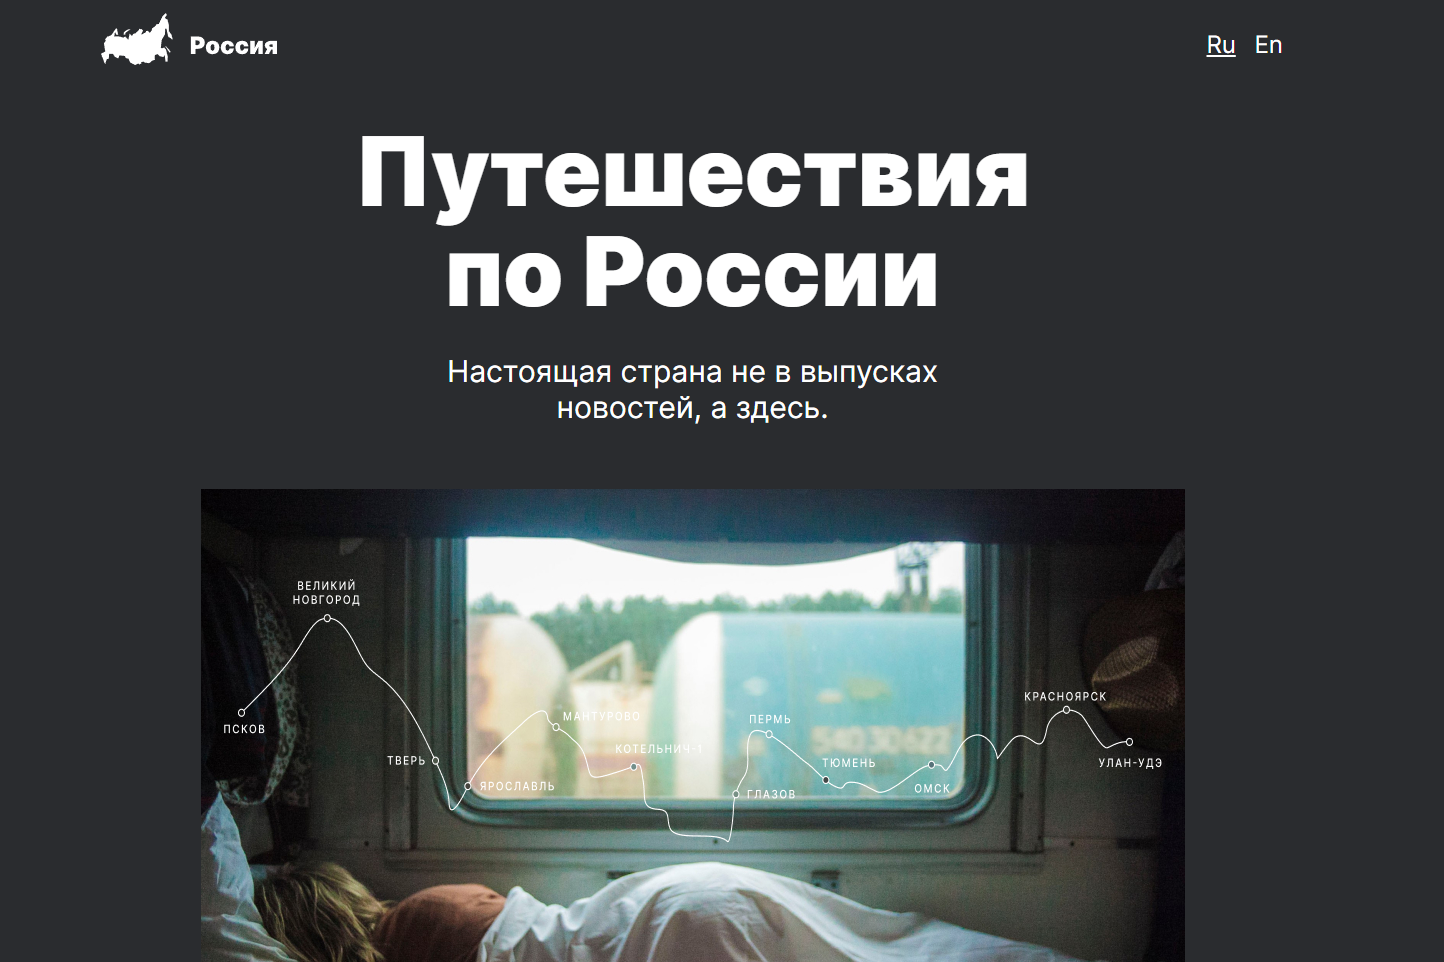 Россия
Ru En
Путешествия
по России
Настоящая страна не в выпусках
новостей, а здесь.
ВЕЛИКИЙ
НОВГОРОД
ПСКОВ
ТВЕРЬ
ЯРОСЛАВЛЬ
МАНТУРОВО
КОТЕЛЬНИЧ-1
ПЕРМЬ
ГЛАЗОВ
ТЮМЕНЬ
ОМСК
КРАСНОЯРСК
УЛАН-УДЭ
54030622